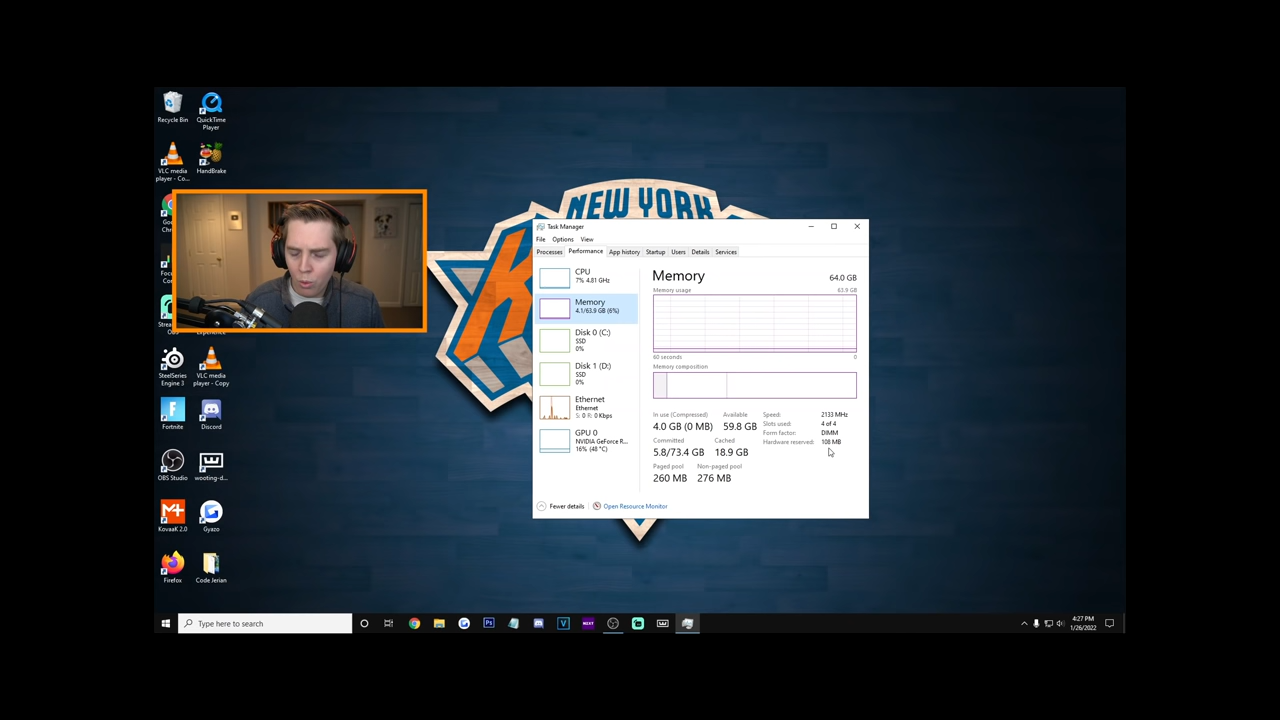 Recycle Bin
QuickTime
Player
VLC media
player - Co...
HandBrake
SteelSeries
Engine 3
VLC media
player - Copy
Fortnite
Discord
OBS Studio
wooting-d...
KovaaK 2.0
Gyazo
Firefox
Code Jerian
NEW YORK
Task Manager
File
Options
View
Processes
Performance
App history
Startup
Users
Details
Services
CPU
7% 4.81 GHz
Memory
4.1/63.9 GB (6%)
Disk 0 (C:)
SSD
0%
Disk 1 (D:)
SSD
0%
Ethernet
Ethernet
S: 0 R: 0 Kbps
GPU 0
NVIDIA GeForce R...
16% (48 °C)
Memory
64.0 GB
Memory usage
63.9 GB
60 seconds
0
Memory composition
In use (Compressed)
Available
4.0 GB (0 MB)
59.8 GB
Committed
Cached
5.8/73.4 GB
18.9 GB
Paged pool
Non-paged pool
260 MB
276 MB
Speed:
2133 MHz
Slots used:
4 of 4
Form factor:
DIMM
Hardware reserved:
108 MB
Fewer details
Open Resource Monitor
Type here to search
4:27 PM
1/26/2022